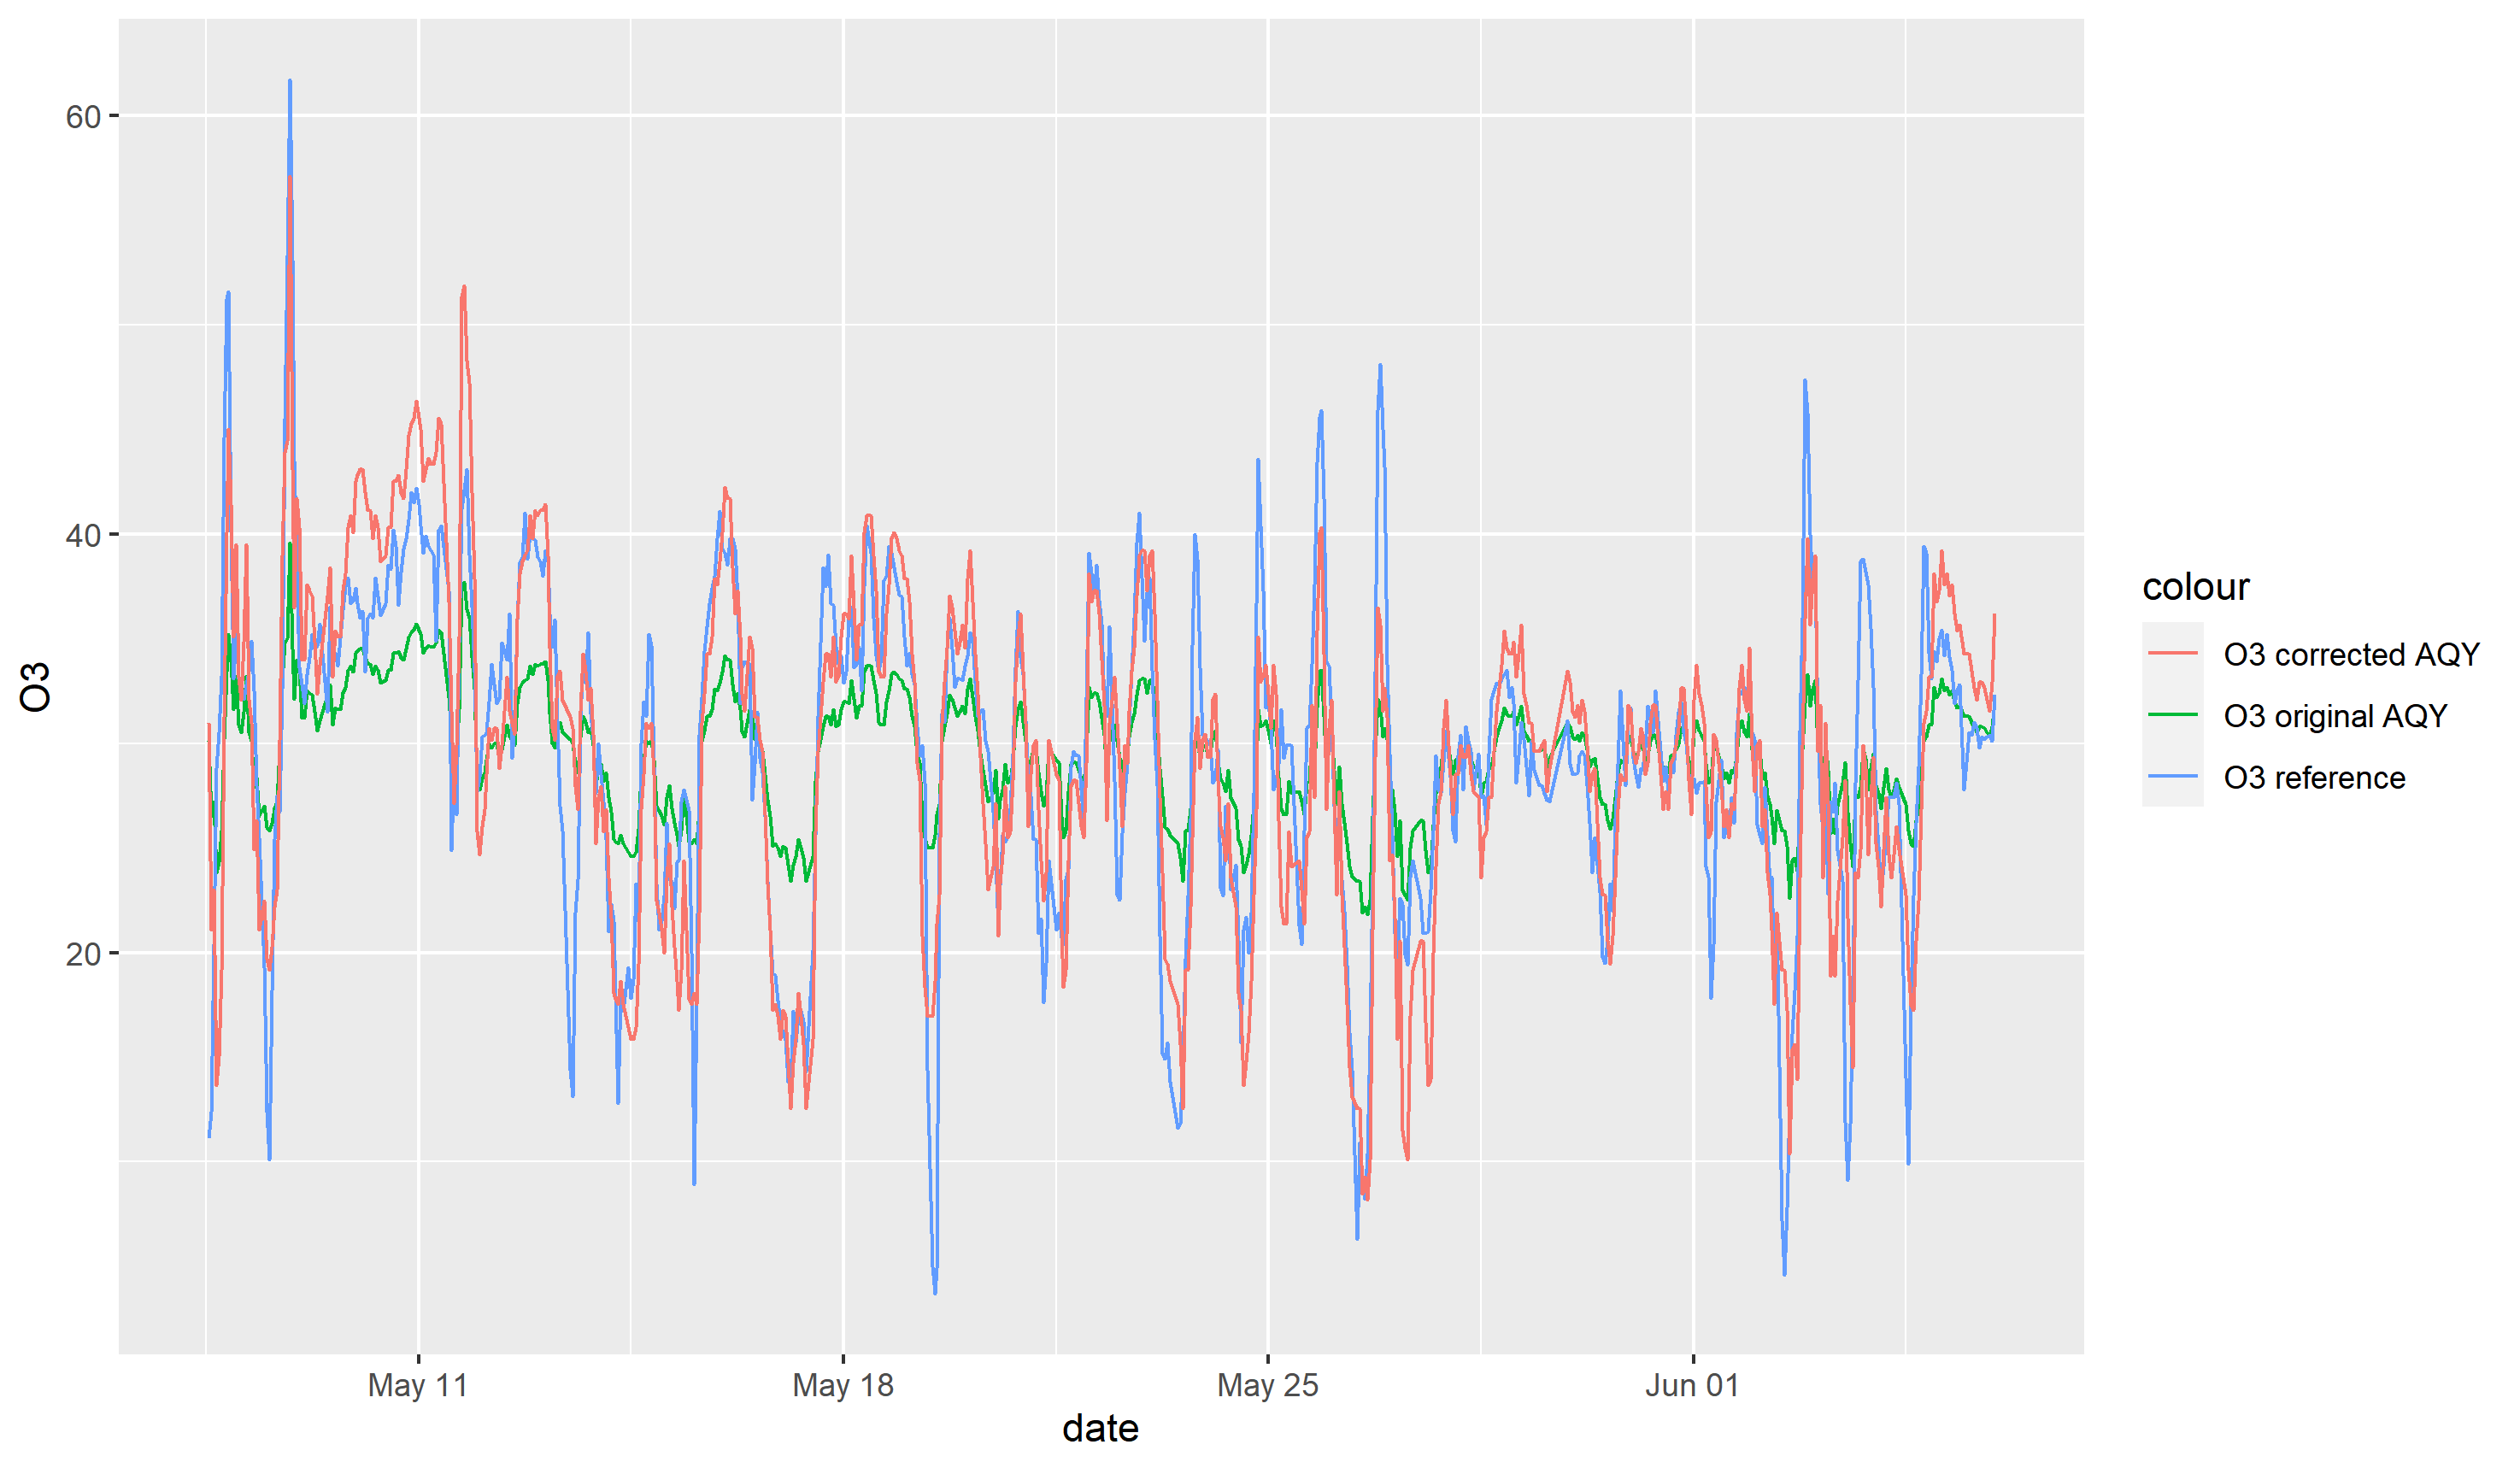 60
40
20
O3
May 11
May 18
May 25
Jun 01
date
colour
O3 corrected AQY
O3 original AQY
O3 reference